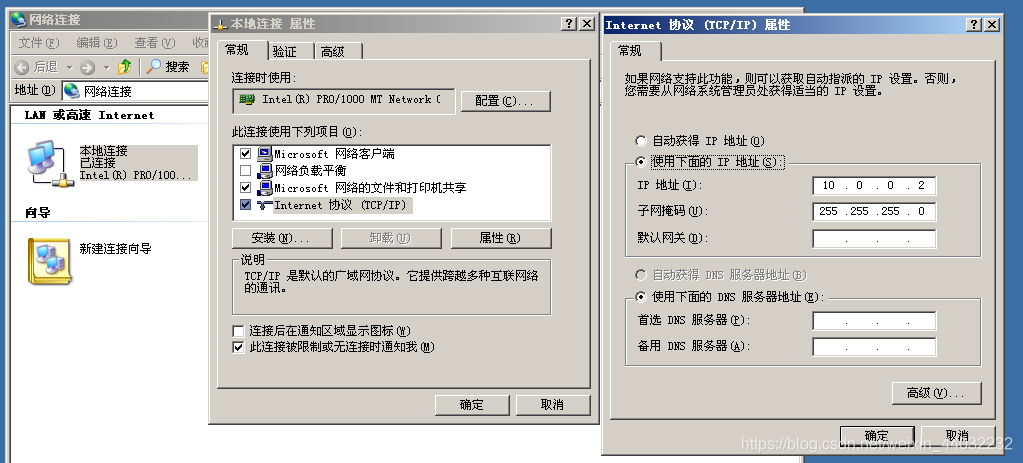 网络连接
文件(F) 编辑(E) 查看(V) 收藏
后退 搜索
地址(D) 网络连接
LAN 或高速 Internet
本地连接
已连接
Intel(R) PRO/100...
向导
新建连接向导
本地连接 属性
常规 验证 高级
连接时使用:
Intel(R) PRO/1000 MT Network C
配置(C)...
此连接使用下列项目(O):
Microsoft 网络客户端
网络负载平衡
Microsoft 网络的文件和打印机共享
Internet 协议 (TCP/IP)
安装(N)... 卸载(U) 属性(R)
说明
TCP/IP 是默认的广域网协议。它提供跨越多种互联网络
的通讯。
连接后在通知区域显示图标(W)
此连接被限制或无连接时通知我(M)
确定 取消
Internet 协议 (TCP/IP) 属性
常规
如果网络支持此功能,则可以获取自动指派的 IP 设置。否则,
您需要从网络系统管理员处获得适当的 IP 设置。
自动获得 IP 地址(O)
使用下面的 IP 地址(S):
IP 地址(I): 10 . 0 . 0 . 2
子网掩码(U): 255 .255 .255 . 0
默认网关(D): . . .
自动获得 DNS 服务器地址(B)
使用下面的 DNS 服务器地址(E):
首选 DNS 服务器(P): . . .
备用 DNS 服务器(A): . . .
高级(V)...
确定 取消